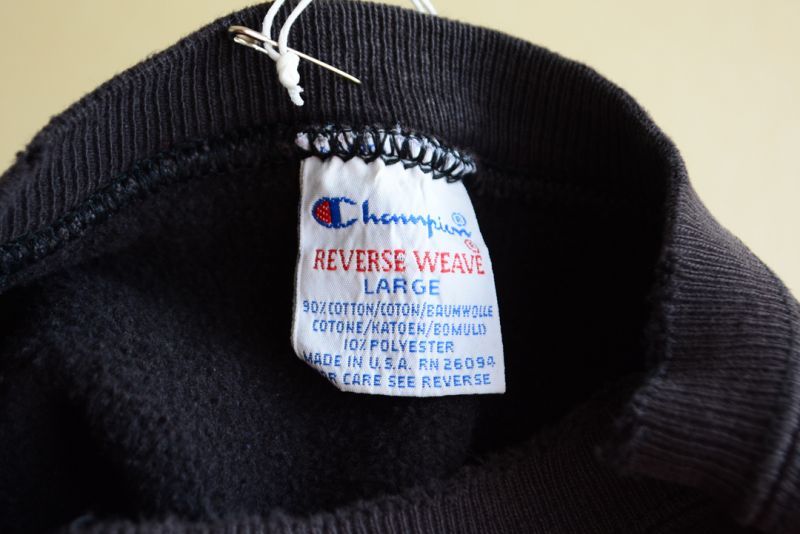 Champion ®
REVERSE WEAVE ®
LARGE
90% COTTON/COTON/BAUMWOLLE
COTONE/KATOEN/BOMULD
10% POLYESTER
MADE IN U.S.A. RN 26094
FOR CARE SEE REVERSE